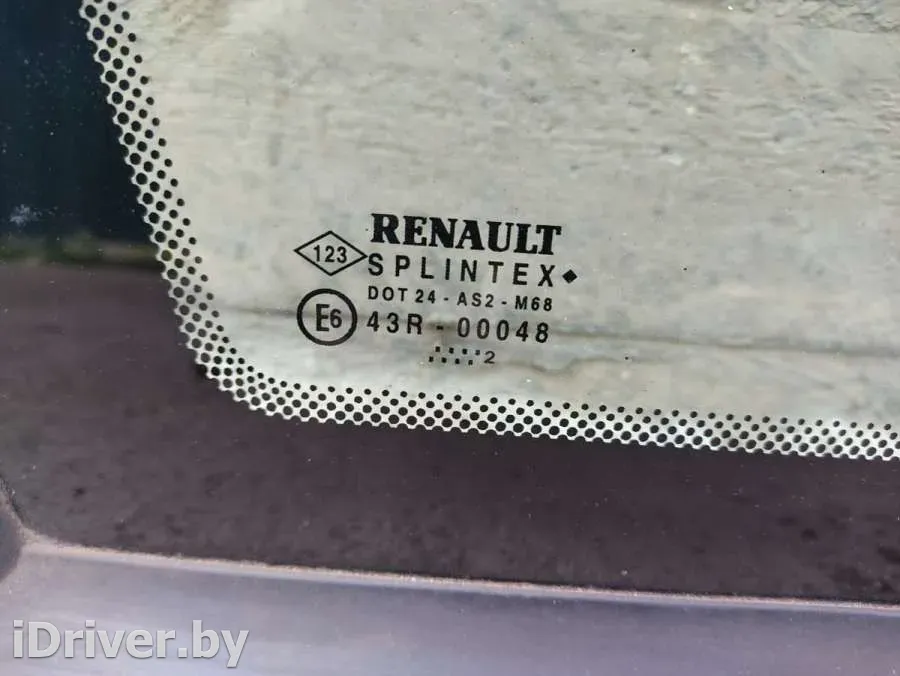 RENAULT
123 SPLINTEX
DOT 24 - AS2 - M68
E6 43R - 00048
2
iDriver.by